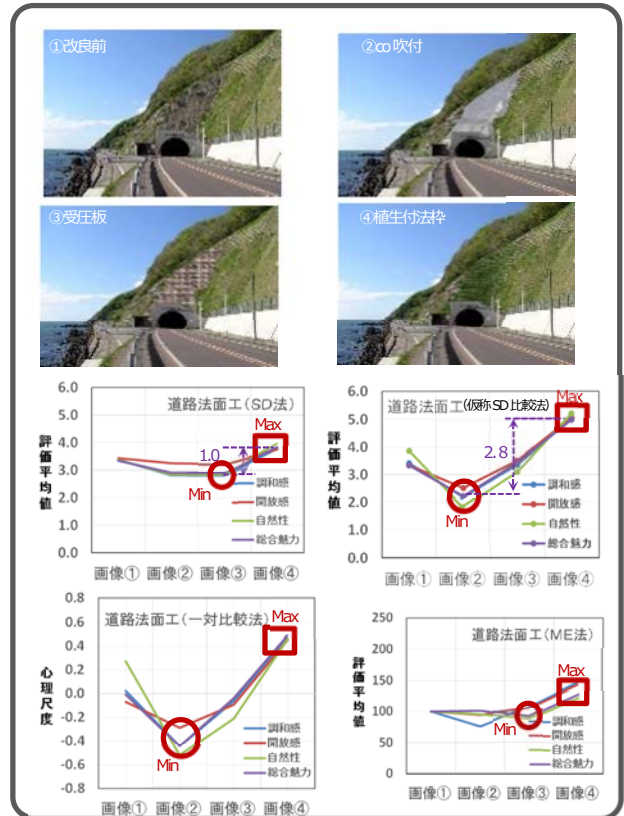 ①改良前
②∞吹付
③受圧板
④植生付法枠
道路法面工(SD法)
評価平均値
6.0
5.0
4.0
3.0
2.0
1.0
0.0
Max
1.0
Min
調和感
開放感
自然性
総合魅力
画像① 画像② 画像③ 画像④
道路法面工(仮称SD比較法)
評価平均値
6.0
5.0
4.0
3.0
2.0
1.0
0.0
Max
2.8
Min
調和感
開放感
自然性
総合魅力
画像① 画像② 画像③ 画像④
道路法面工(一対比較法)
心理尺度
0.8
0.6
0.4
0.2
0.0
-0.2
-0.4
-0.6
-0.8
Max
Min
調和感
開放感
自然性
総合魅力
画像① 画像② 画像③ 画像④
道路法面工(ME法)
評価平均値
250
200
150
100
50
0
Max
Min
調和感
開放感
自然性
総合魅力
画像① 画像② 画像③ 画像④